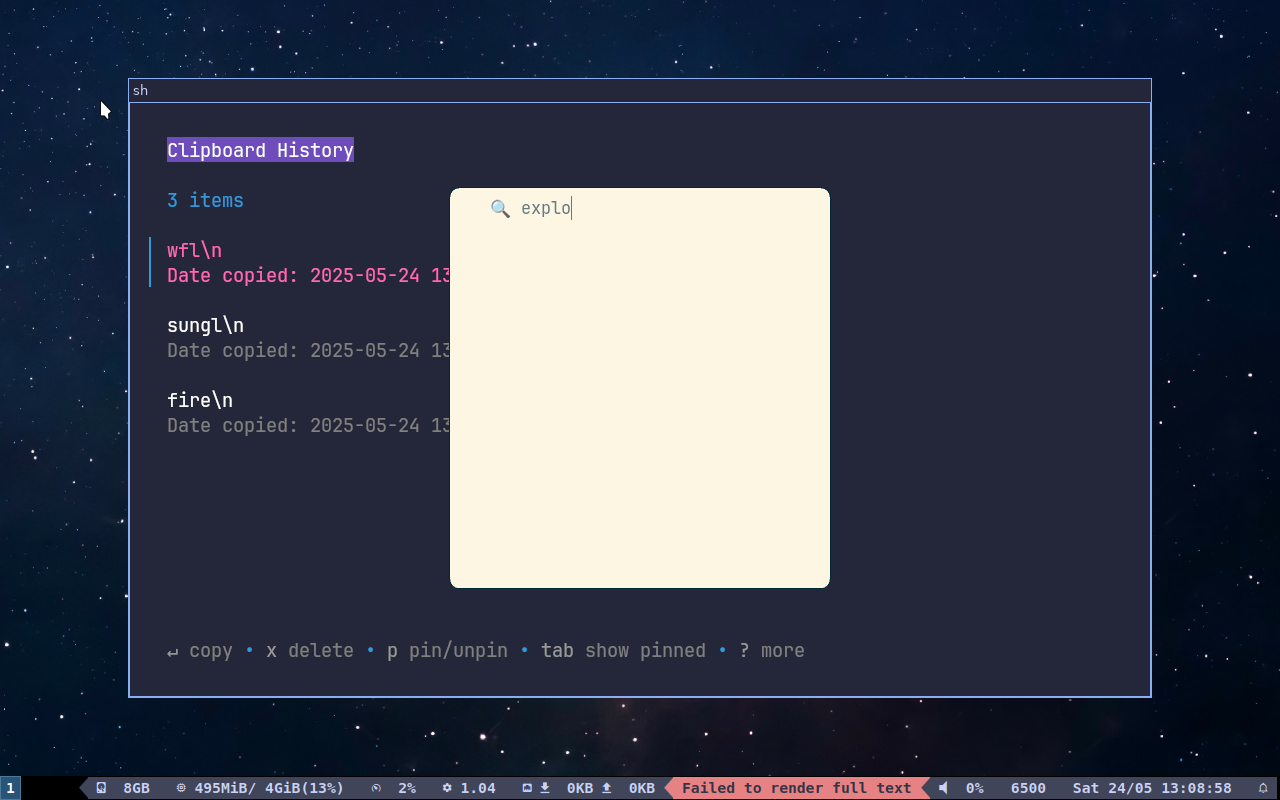 sh
Clipboard History
3 items
explo
wfl\n
Date copied: 2025-05-24 13
sungl\n
Date copied: 2025-05-24 13
fire\n
Date copied: 2025-05-24 13
↵ copy • x delete • p pin/unpin • tab show pinned • ? more
1 8GB 495MiB/ 4GiB(13%) 2% 1.04 0KB 0KB Failed to render full text 0% 6500 Sat 24/05 13:08:58